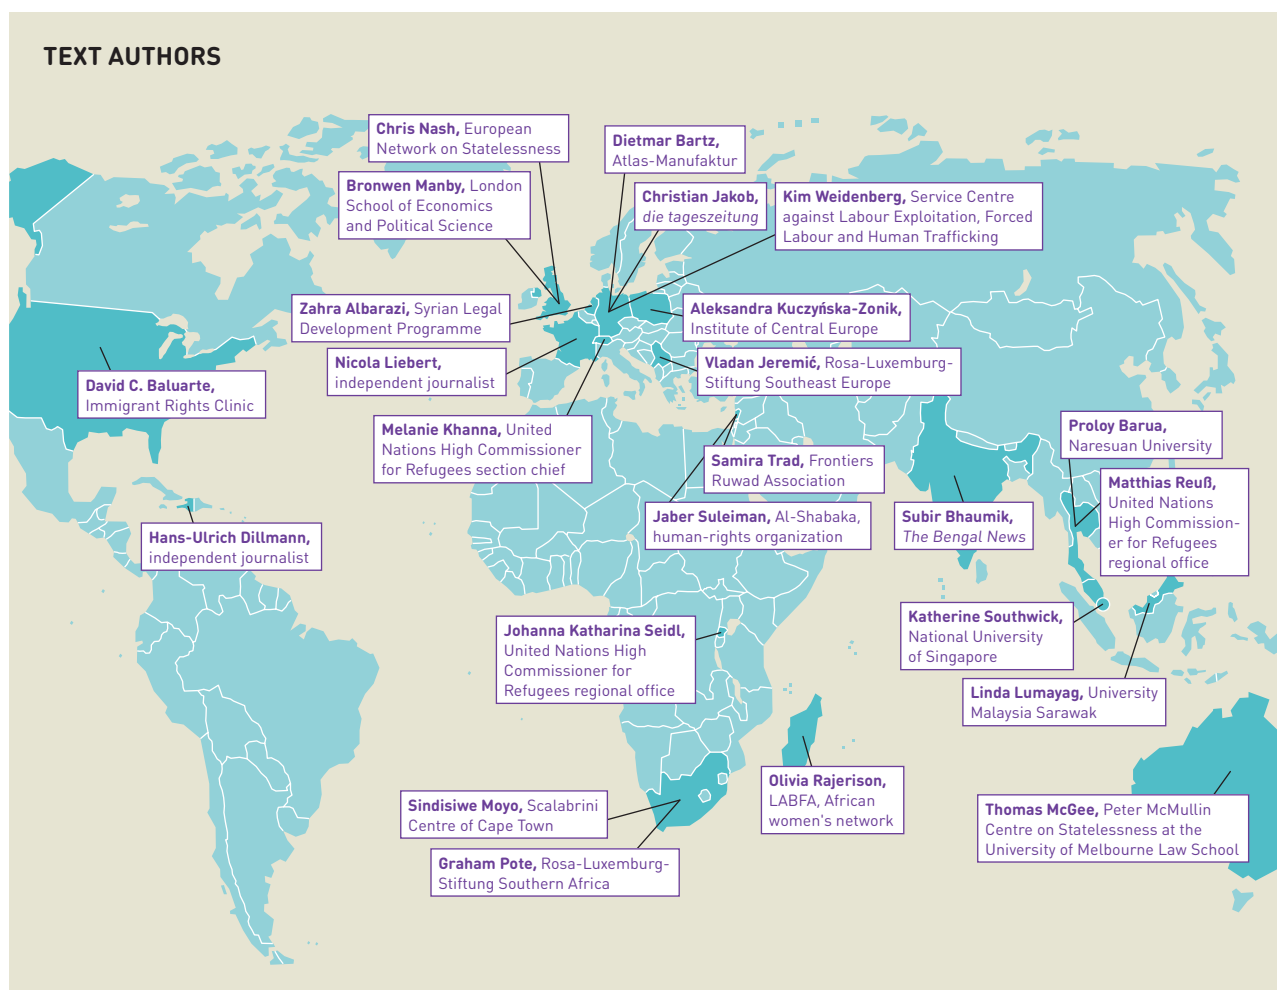 TEXT AUTHORS
Chris Nash, European
Network on Statelessness
Bronwen Manby, London
School of Economics
and Political Science
Dietmar Bartz,
Atlas-Manufaktur
Christian Jakob,
die tageszeitung
Kim Weidenberg, Service Centre
against Labour Exploitation, Forced
Labour and Human Trafficking
Zahra Albarazi, Syrian Legal
Development Programme
Aleksandra Kuczyńska-Zonik,
Institute of Central Europe
Nicola Liebert,
independent journalist
Vladan Jeremić, Rosa-Luxemburg-
Stiftung Southeast Europe
David C. Baluarte,
Immigrant Rights Clinic
Melanie Khanna, United
Nations High Commissioner
for Refugees section chief
Samira Trad, Frontiers
Ruwad Association
Proloy Barua,
Naresuan University
Matthias Reuß,
United Nations
High Commission-
er for Refugees
regional office
Jaber Suleiman, Al-Shabaka,
human-rights organization
Subir Bhaumik,
The Bengal News
Hans-Ulrich Dillmann,
independent journalist
Johanna Katharina Seidl,
United Nations High
Commissioner for
Refugees regional office
Katherine Southwick,
National University
of Singapore
Linda Lumayag, University
Malaysia Sarawak
Olivia Rajerison,
LABFA, African
women's network
Sindisiwe Moyo, Scalabrini
Centre of Cape Town
Graham Pote, Rosa-Luxemburg-
Stiftung Southern Africa
Thomas McGee, Peter McMullin
Centre on Statelessness at the
University of Melbourne Law School